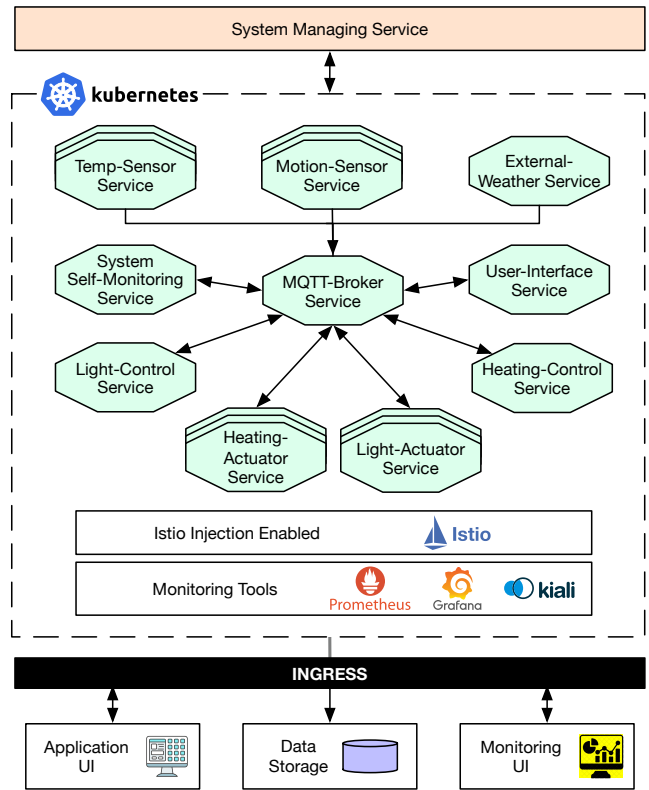 System Managing Service
kubernetes
Temp-Sensor
Service
Motion-Sensor
Service
External-
Weather Service
System
Self-Monitoring
Service
MQTT-Broker
Service
User-Interface
Service
Light-Control
Service
Heating-Control
Service
Heating-
Actuator
Service
Light-Actuator
Service
Istio Injection Enabled
Istio
Monitoring Tools
Prometheus
Grafana
kiali
INGRESS
Application
UI
Data
Storage
Monitoring
UI